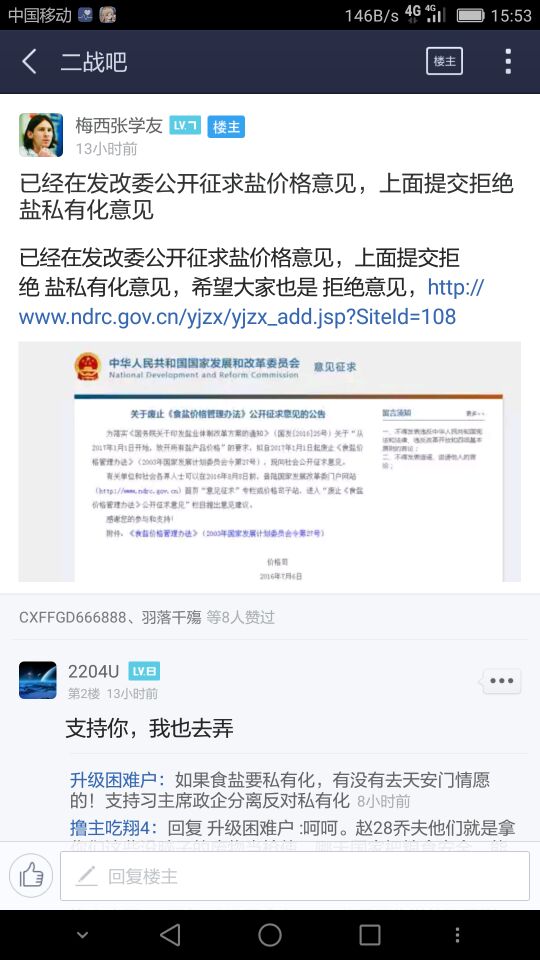 中国移动
146B/s 4G 4G 15:53
二战吧
楼主
梅西张学友 LV.7 楼主
13小时前
已经在发改委公开征求盐价格意见，上面提交拒绝
盐私有化意见
已经在发改委公开征求盐价格意见，上面提交拒
绝 盐私有化意见，希望大家也是 拒绝意见，http://
www.ndrc.gov.cn/yjzx/yjzx_add.jsp?SiteId=108
中华人民共和国国家发展和改革委员会 意见征求
National Development and Reform Commission
关于废止《食盐价格管理办法》公开征求意见的公告
留言须知 更多>>
为落实《国务院关于印发盐业体制改革方案的通知》（国发[2016]25号）关于“从
2017年1月1日开始，放开所有盐产品价格”的要求，拟自2017年1月1日起废止《食盐价
格管理办法》（2003年国家发展计划委员会令第27号），现向社会公开征求意见。
有关单位和社会各界人士可以在2016年8月8日前，登陆国家发展改革委门户网站
（http://www.ndrc.gov.cn）首页“意见征求”专栏或价格司子站，进入“废止《食盐
价格管理办法》公开征求意见”栏目提出意见建议。
感谢您的参与和支持！
附件：《食盐价格管理办法》（2003年国家发展计划委员会令第27号）
价格司
2016年7月6日
一、不得发表违反中华人民共和国宪
法和法律、违反改革开放和四项基本
原则的言论；
二、不得发表造谣、诋谤他人的言
论；
CXFFGD666888、羽落千殇 等8人赞过
2204U LV.8
第2楼 13小时前
支持你，我也去弄
升级困难户：如果食盐要私有化，有没有去天安门情愿
的！支持习主席政企分离反对私有化 8小时前
撸主吃翔4：回复 升级困难户 :呵呵。赵28乔夫他们就是拿
回复楼主